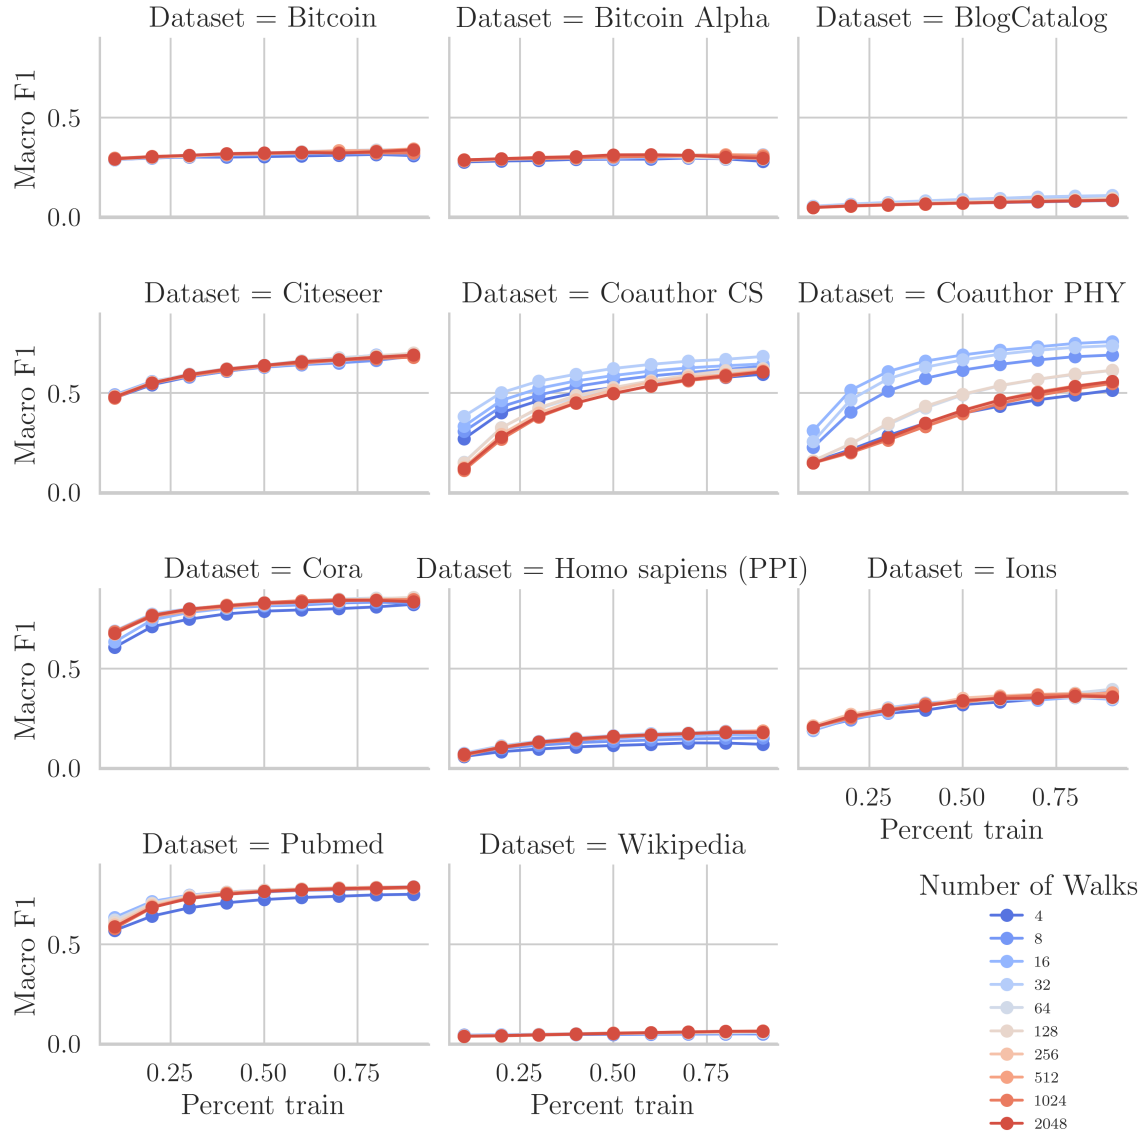 Dataset = Bitcoin
Dataset = Bitcoin Alpha
Dataset = BlogCatalog
Macro F1
0.5
0.0
Dataset = Citeseer
Dataset = Coauthor CS
Dataset = Coauthor PHY
Macro F1
0.5
0.0
Dataset = Cora
Dataset = Homo sapiens (PPI)
Dataset = Ions
Macro F1
0.5
0.0
0.25 0.50 0.75
Percent train
Dataset = Pubmed
Dataset = Wikipedia
Macro F1
0.5
0.0
0.25 0.50 0.75
Percent train
0.25 0.50 0.75
Percent train
Number of Walks
4
8
16
32
64
128
256
512
1024
2048